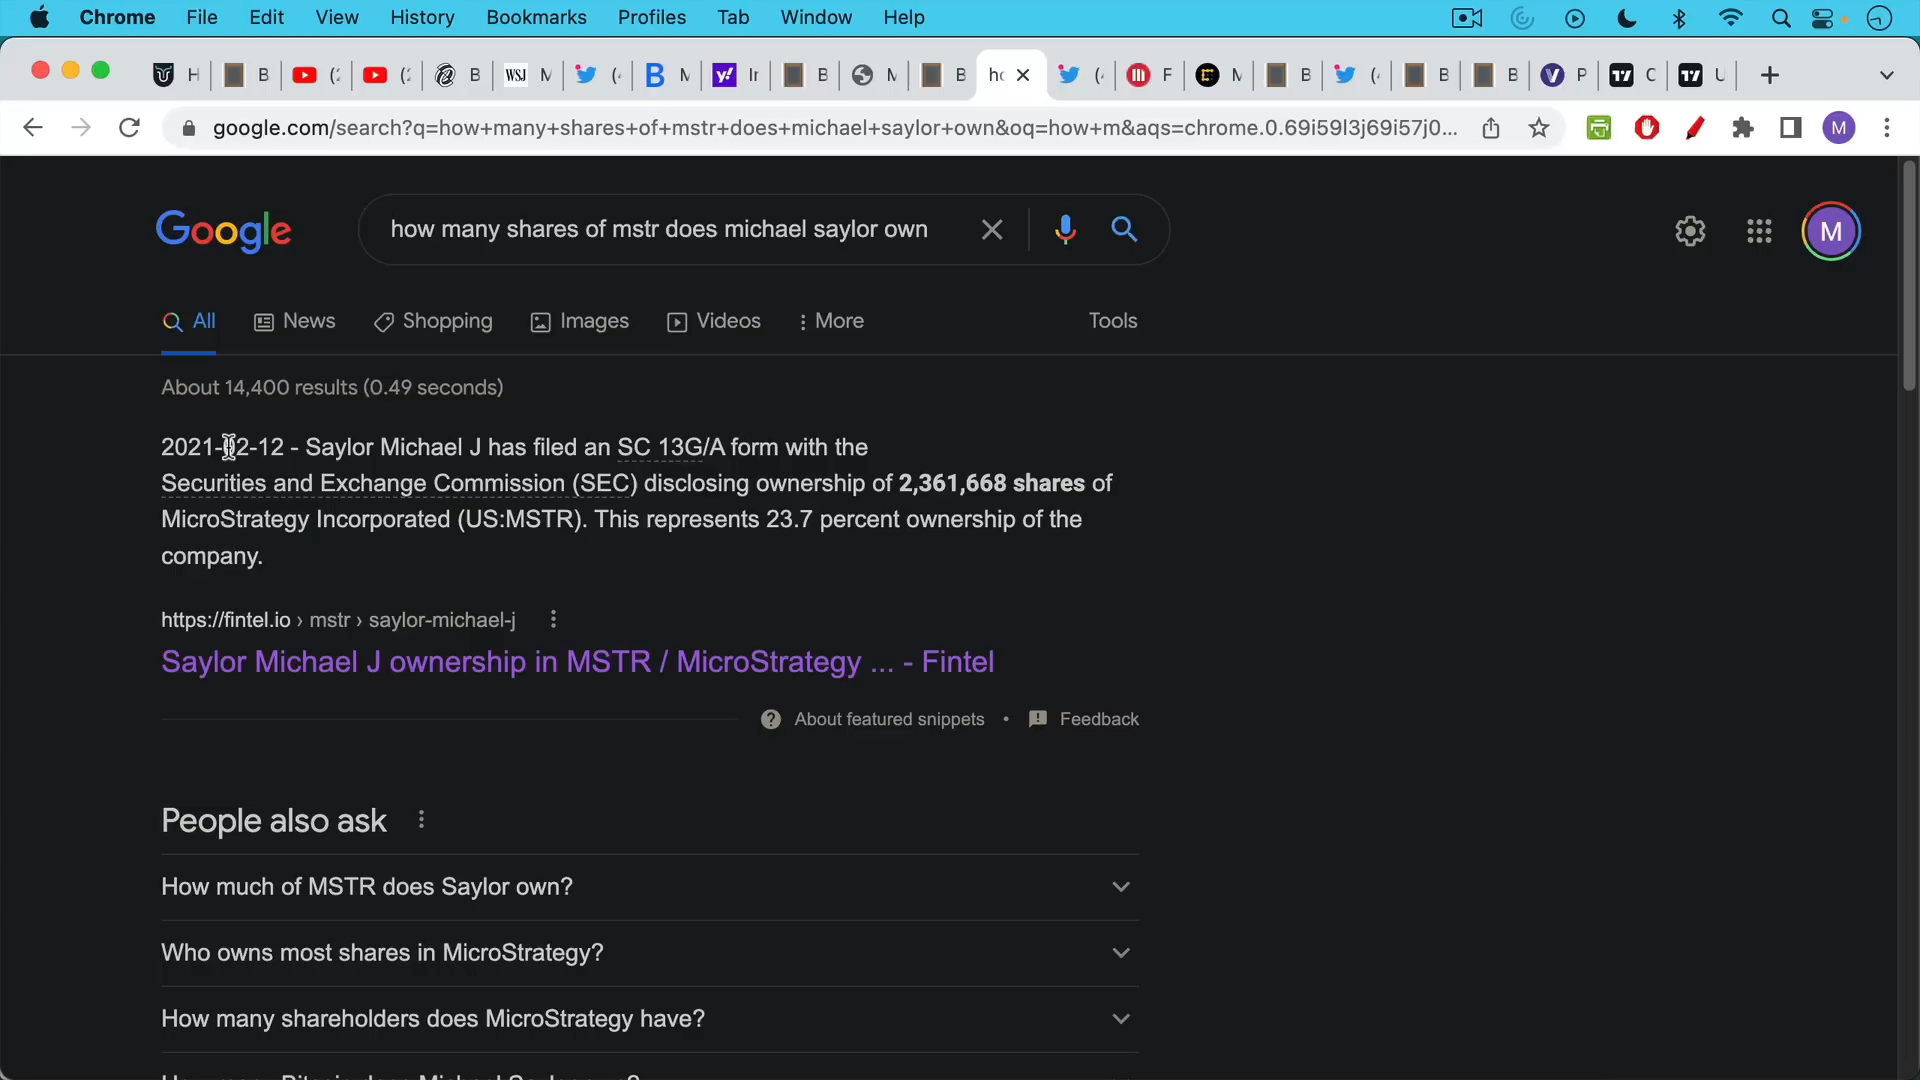 Chrome File Edit View History Bookmarks Profiles Tab Window Help
H B ( ( B WSJ M ( B M y! I B M B ho ( F M B ( B B V P C U
google.com/search?q=how+many+shares+of+mstr+does+michael+saylor+own&oq=how+m&aqs=chrome.0.69i59l3j69i57j0... M
Google how many shares of mstr does michael saylor own M
All News Shopping Images Videos More Tools
About 14,400 results (0.49 seconds)
2021-02-12 - Saylor Michael J has filed an SC 13G/A form with the
Securities and Exchange Commission (SEC) disclosing ownership of 2,361,668 shares of
MicroStrategy Incorporated (US:MSTR). This represents 23.7 percent ownership of the
company.
https://fintel.io › mstr › saylor-michael-j
Saylor Michael J ownership in MSTR / MicroStrategy ... - Fintel
About featured snippets • Feedback
People also ask
How much of MSTR does Saylor own?
Who owns most shares in MicroStrategy?
How many shareholders does MicroStrategy have?